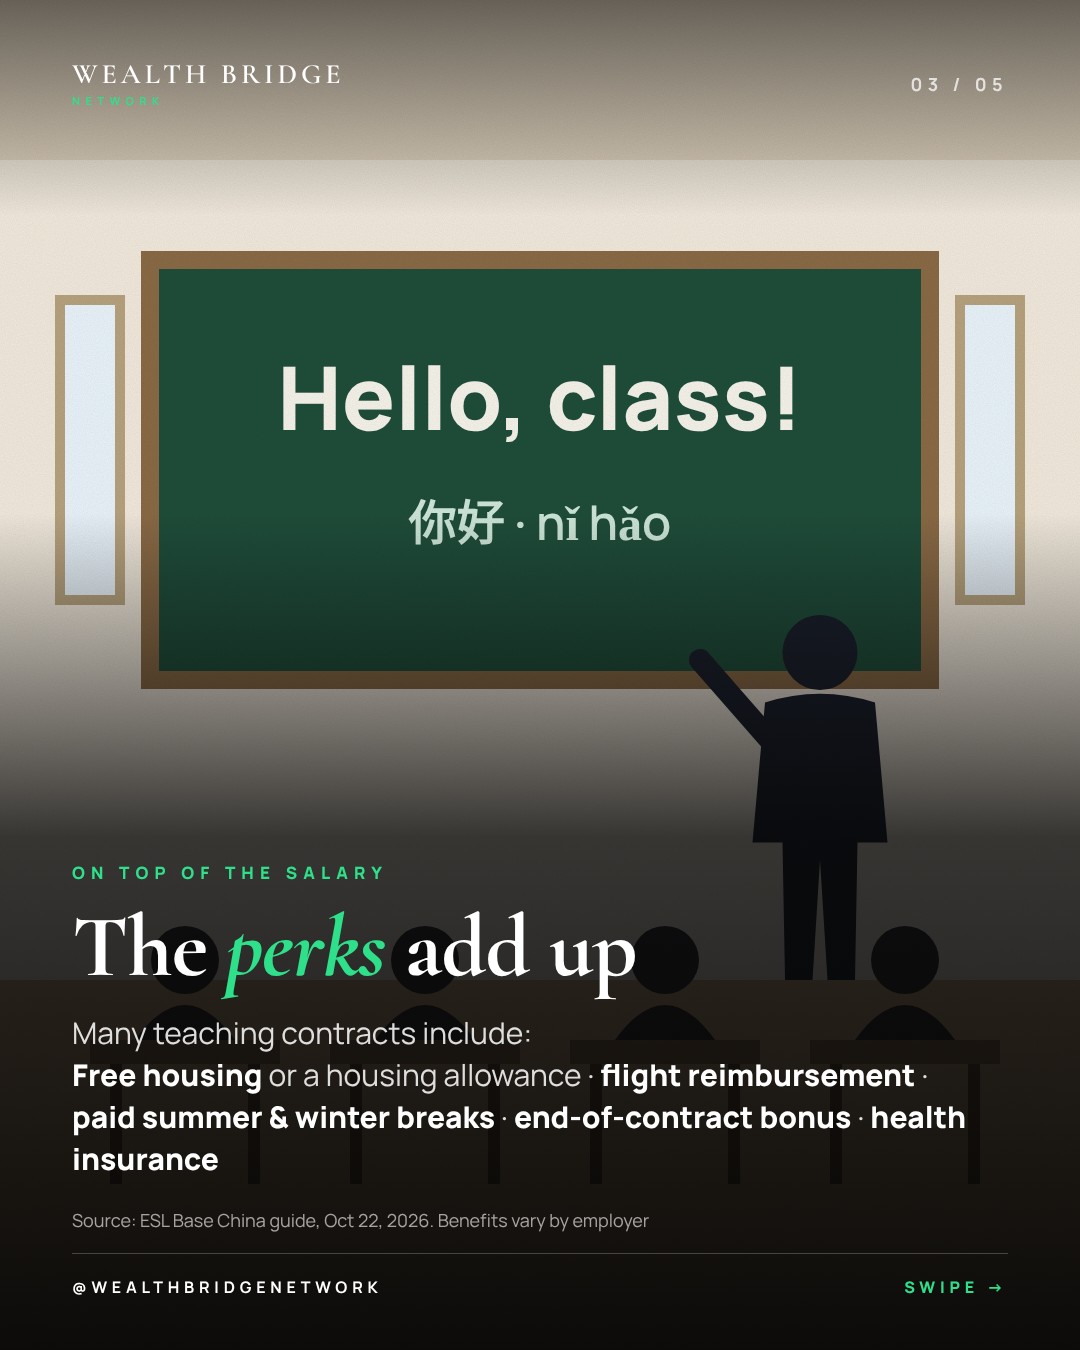 WEALTH BRIDGE
NETWORK
03 / 05
Hello, class!
你好 · nǐ hǎo
ON TOP OF THE SALARY
The perks add up
Many teaching contracts include:
Free housing or a housing allowance · flight reimbursement ·
paid summer & winter breaks · end-of-contract bonus · health
insurance
Source: ESL Base China guide, Oct 22, 2026. Benefits vary by employer
@WEALTHBRIDGENETWORK
SWIPE →